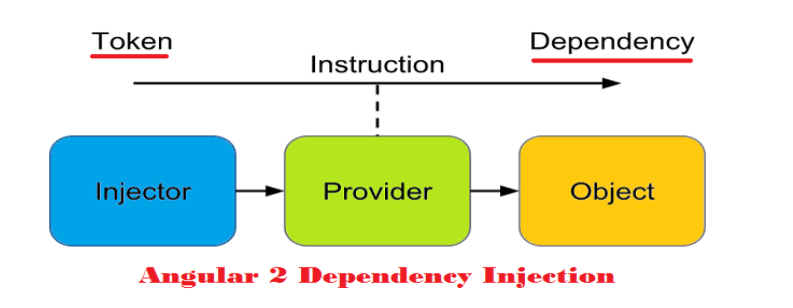 Token
Dependency
Instruction
Injector
Provider
Object
Angular 2 Dependency Injection